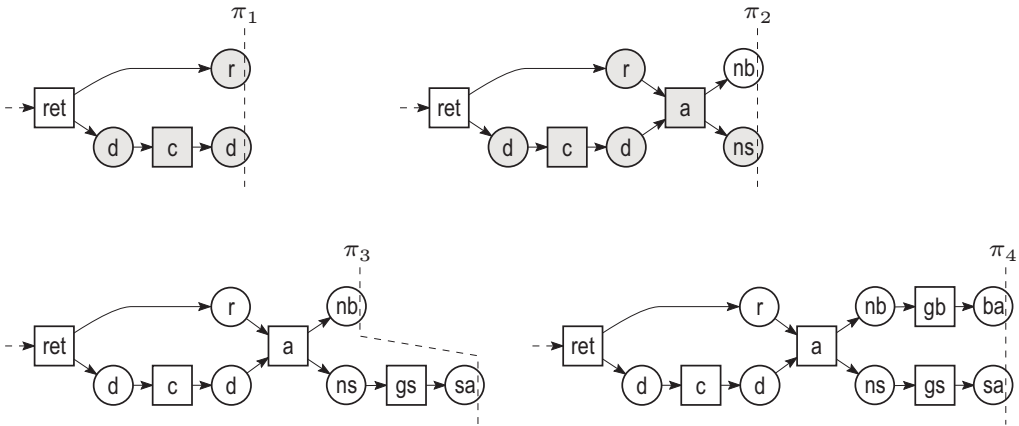 π1 π2
r r nb
ret ret a
d c d d c d ns
π3 π4
r nb r nb gb ba
ret a ret a
d c d ns gs sa d c d ns gs sa